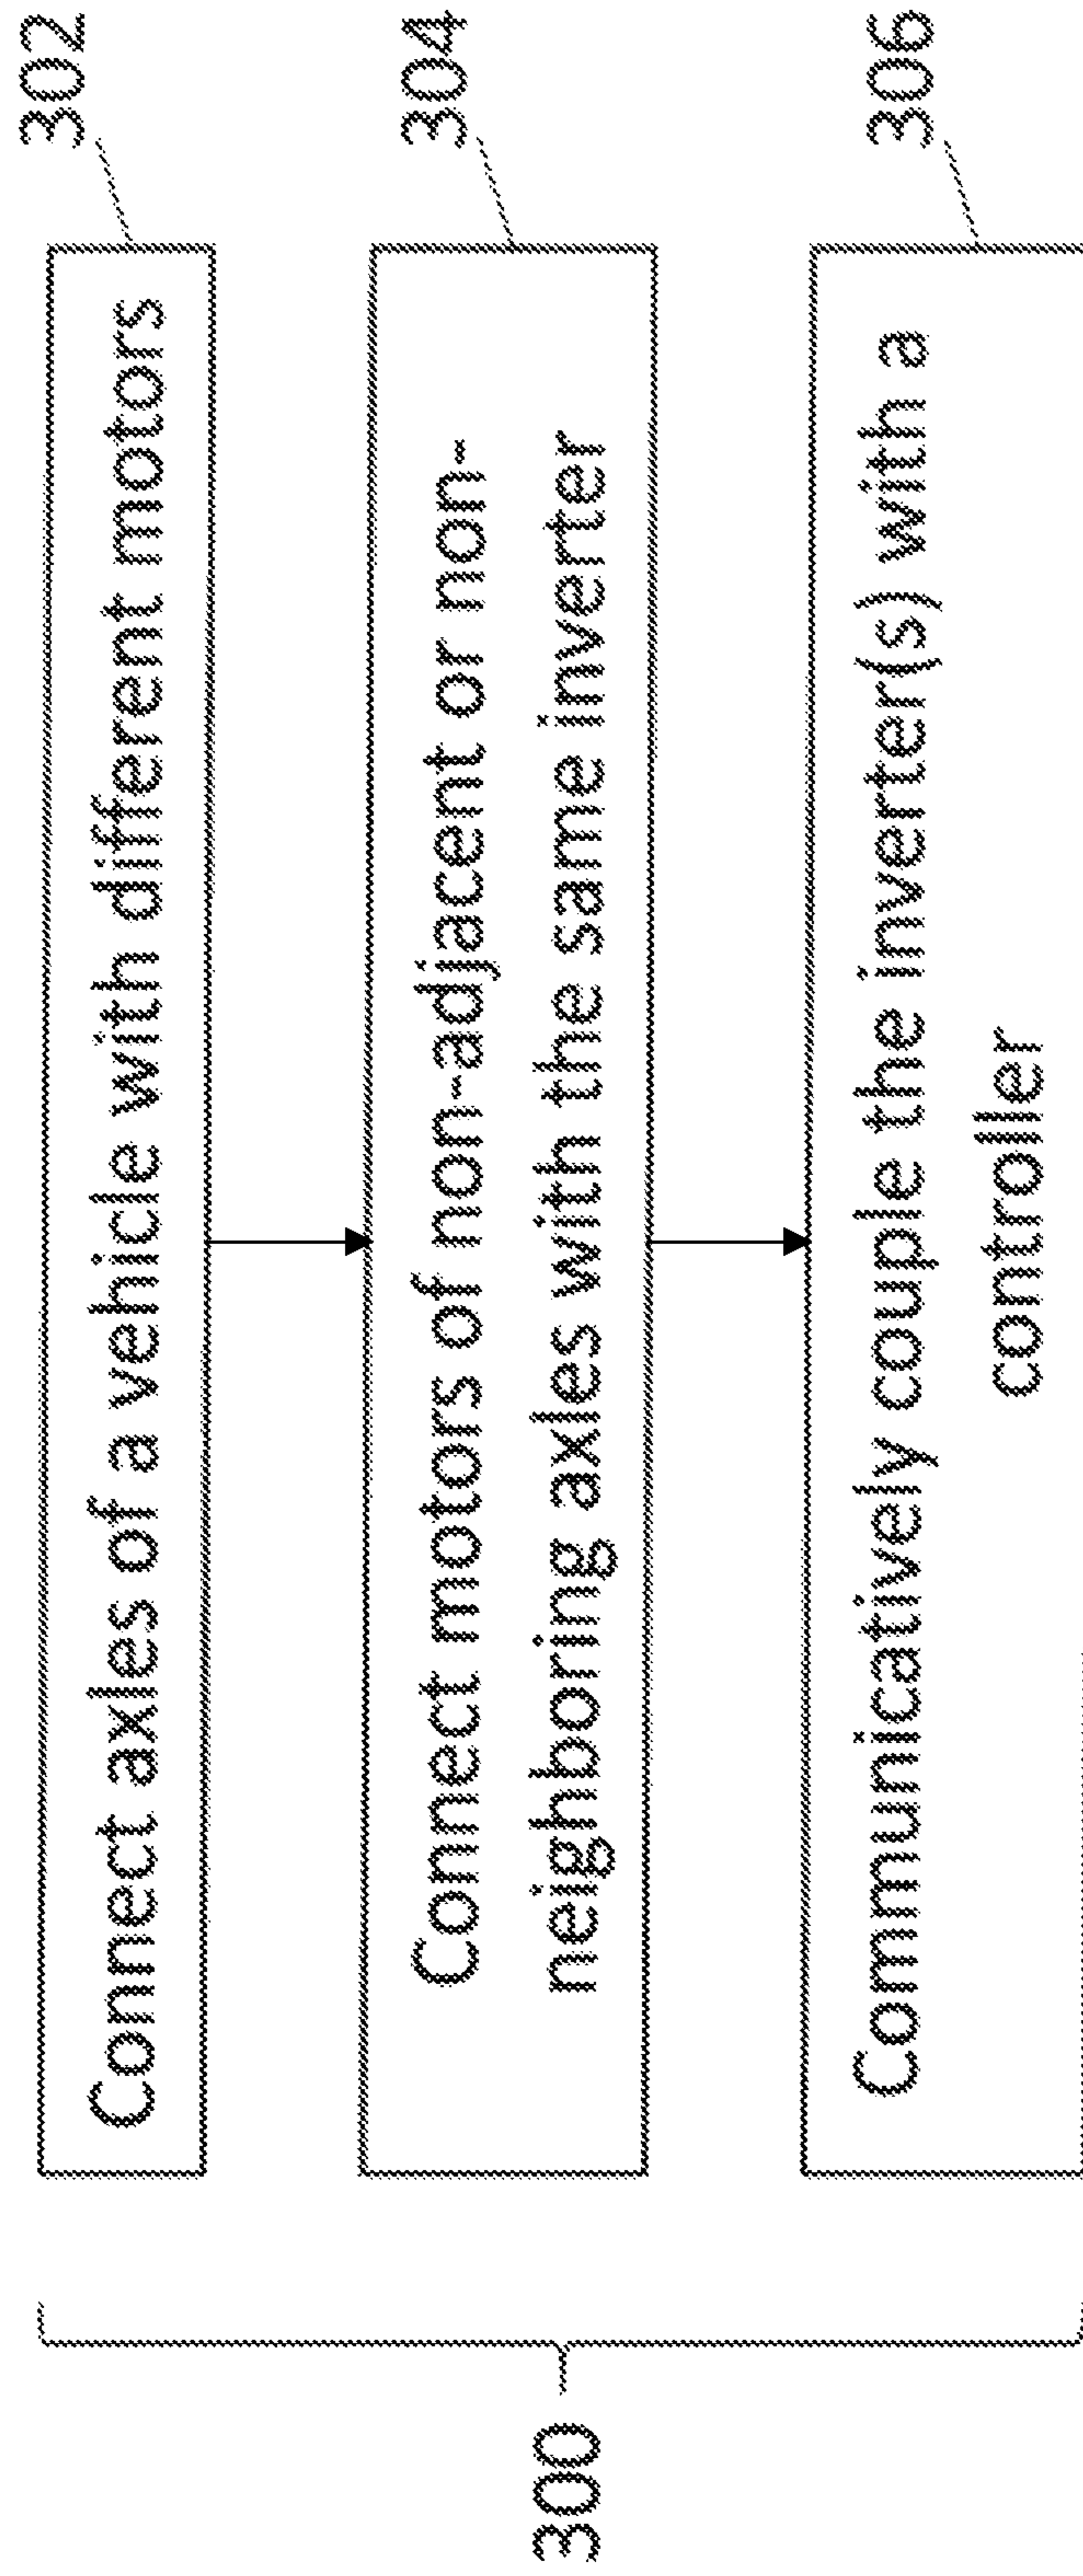 302
Connect axles of a vehicle with different motors
304
Connect motors of non-adjacent or non-
neighboring axles with the same inverter
306
Communicatively couple the inverter(s) with a
controller
300